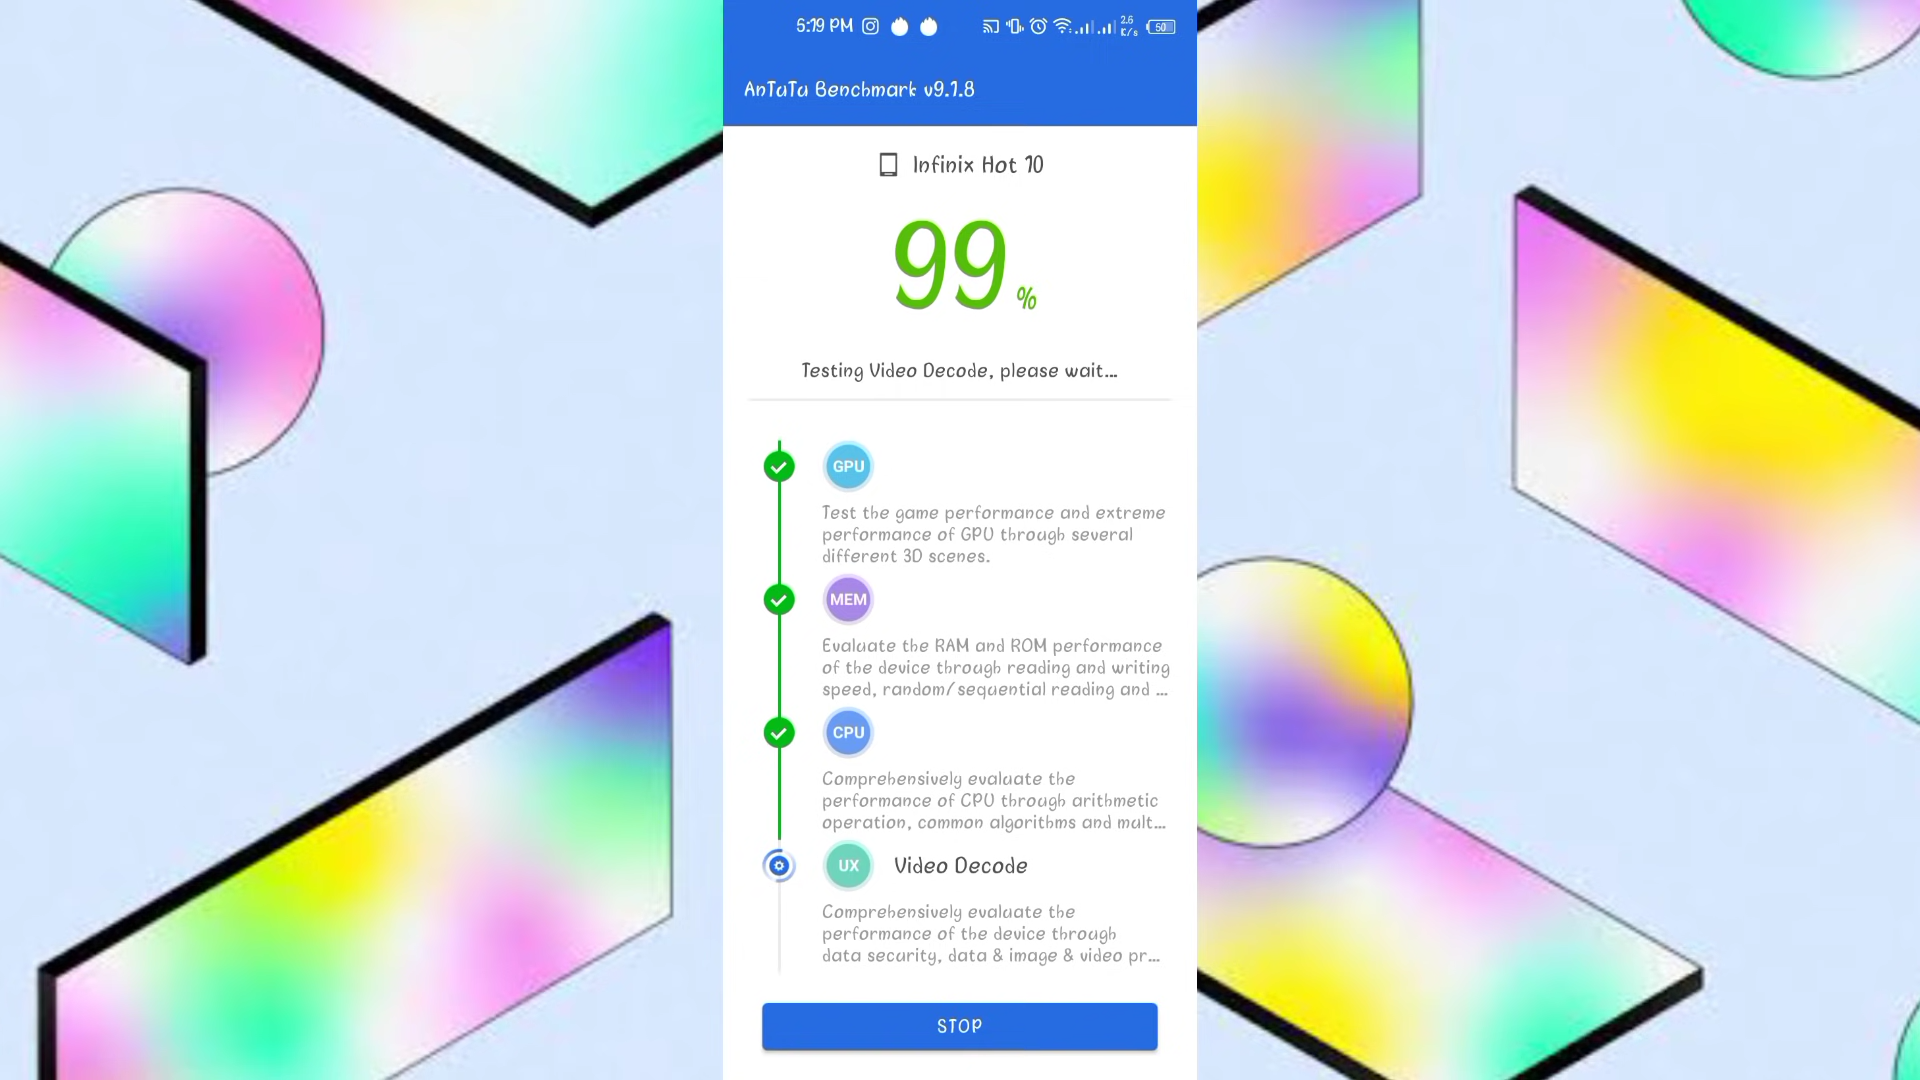 5:19 PM
2.6
K/s
50
AnTuTu Benchmark v9.1.8
Infinix Hot 10
99 %
Testing Video Decode, please wait...
GPU
Test the game performance and extreme
performance of GPU through several
different 3D scenes.
MEM
Evaluate the RAM and ROM performance
of the device through reading and writing
speed, random/sequential reading and ...
CPU
Comprehensively evaluate the
performance of CPU through arithmetic
operation, common algorithms and mult...
UX Video Decode
Comprehensively evaluate the
performance of the device through
data security, data & image & video pr...
STOP